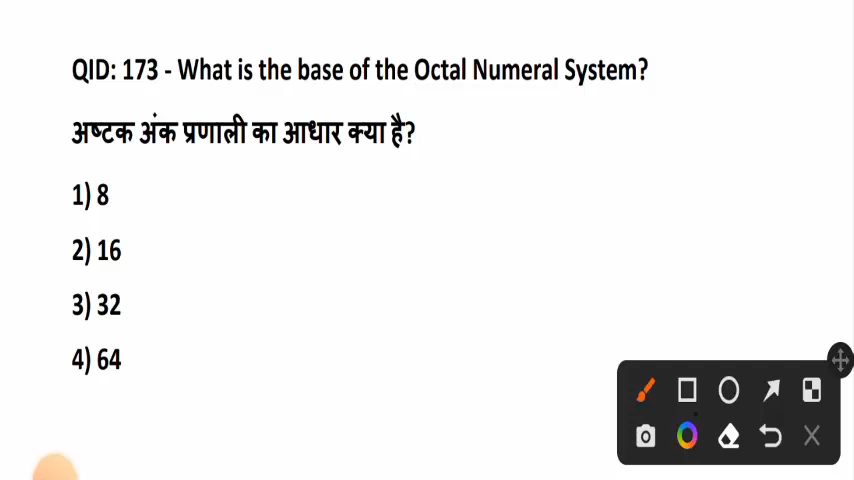 QID: 173 - What is the base of the Octal Numeral System?
अष्टक अंक प्रणाली का आधार क्या है?
1) 8
2) 16
3) 32
4) 64